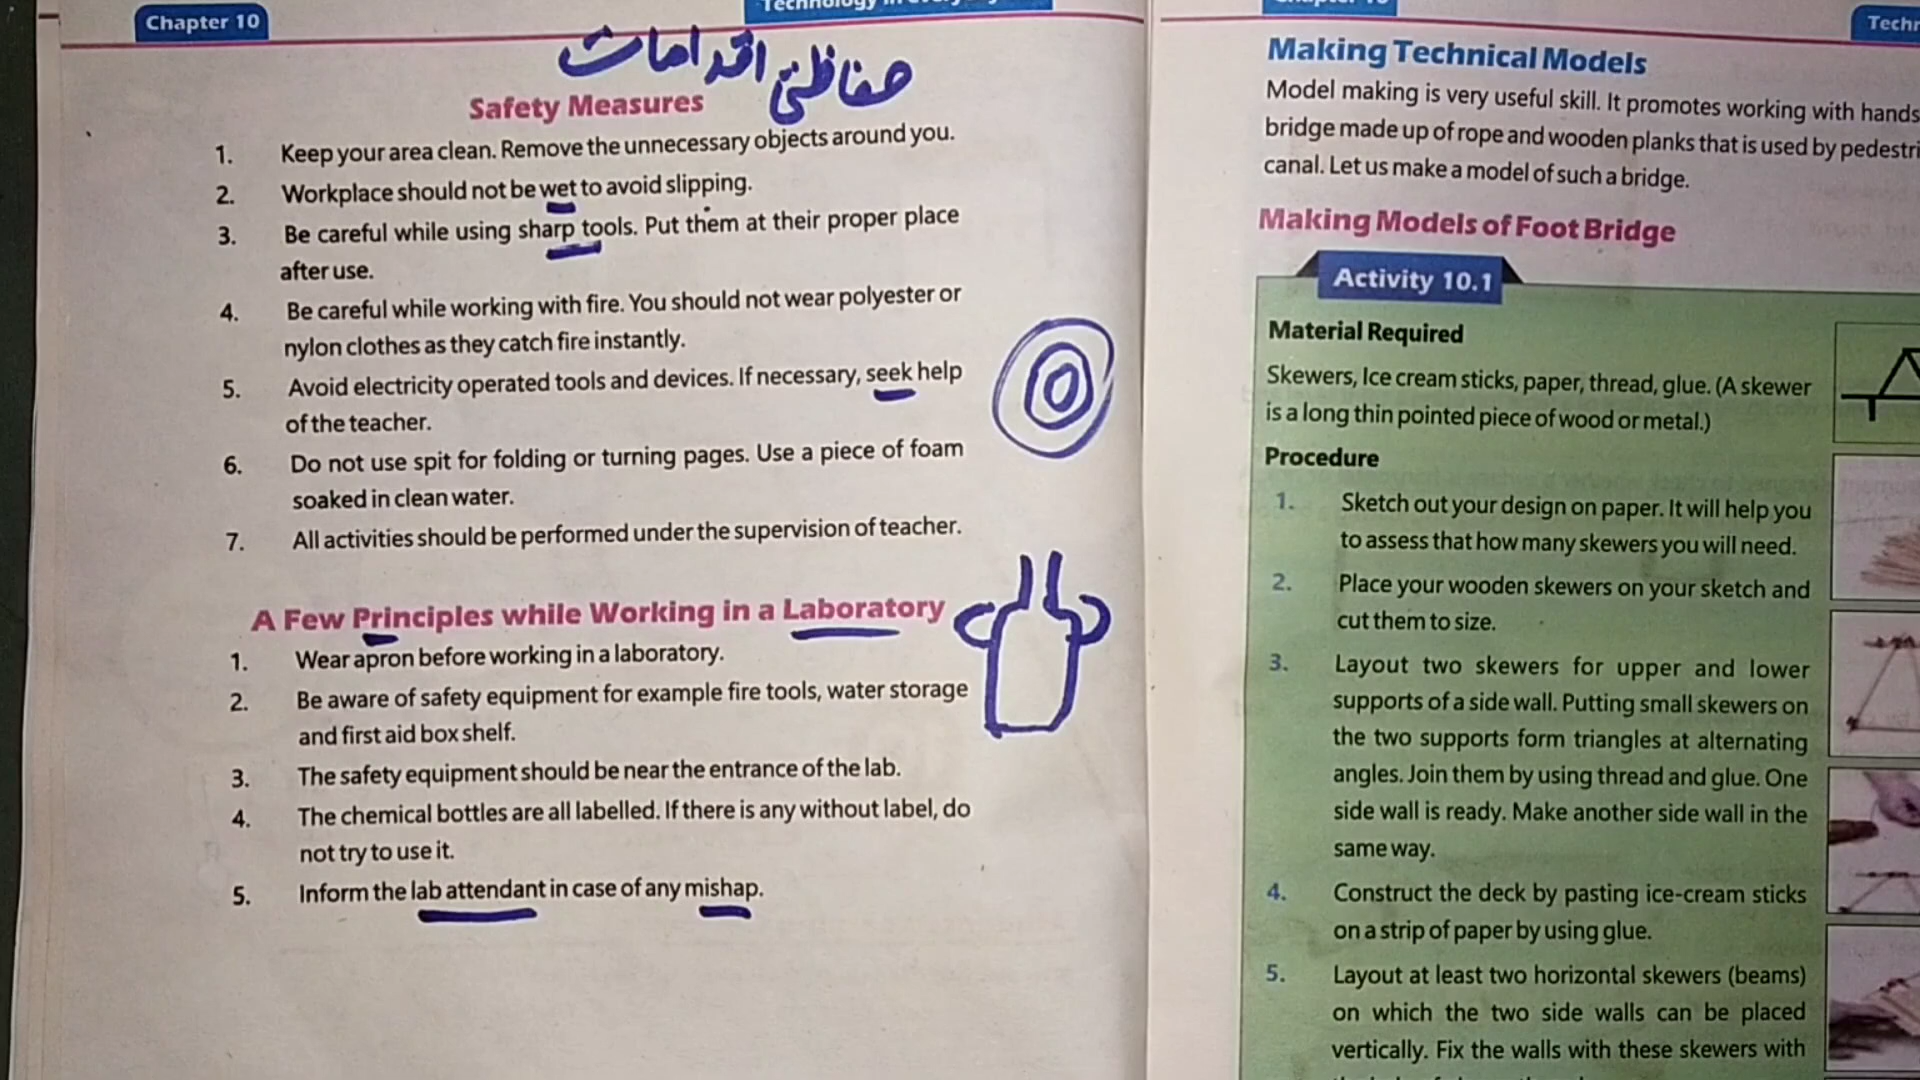 Chapter 10
حفاظتی اقدامات
Safety Measures
1. Keep your area clean. Remove the unnecessary objects around you.
2. Workplace should not be wet to avoid slipping.
3. Be careful while using sharp tools. Put them at their proper place
after use.
4. Be careful while working with fire. You should not wear polyester or
nylon clothes as they catch fire instantly.
5. Avoid electricity operated tools and devices. If necessary, seek help
of the teacher.
6. Do not use spit for folding or turning pages. Use a piece of foam
soaked in clean water.
7. All activities should be performed under the supervision of teacher.
A Few Principles while Working in a Laboratory
1. Wear apron before working in a laboratory.
2. Be aware of safety equipment for example fire tools, water storage
and first aid box shelf.
3. The safety equipment should be near the entrance of the lab.
4. The chemical bottles are all labelled. If there is any without label, do
not try to use it.
5. Inform the lab attendant in case of any mishap.
Making Technical Models
Model making is very useful skill. It promotes working with hands
bridge made up of rope and wooden planks that is used by
canal. Let us make a model of such a bridge.
Making Models of Foot Bridge
Activity 10.1
Material Required
Skewers, Ice cream sticks, paper, thread, glue. (A skewer
is a long thin pointed piece of wood or metal.)
Procedure
1. Sketch out your design on paper. It will help you
to assess that how many skewers you will need.
2. Place your wooden skewers on your sketch and
cut them to size.
3. Layout two skewers for upper and lower
supports of a side wall. Putting small skewers on
the two supports form triangles at alternating
angles. Join them by using thread and glue. One
side wall is ready. Make another side wall in the
same way.
4. Construct the deck by pasting ice-cream sticks
on a strip of paper by using glue.
5. Layout at least two horizontal skewers (beams)
on which the two side walls can be placed
vertically. Fix the walls with these skewers with